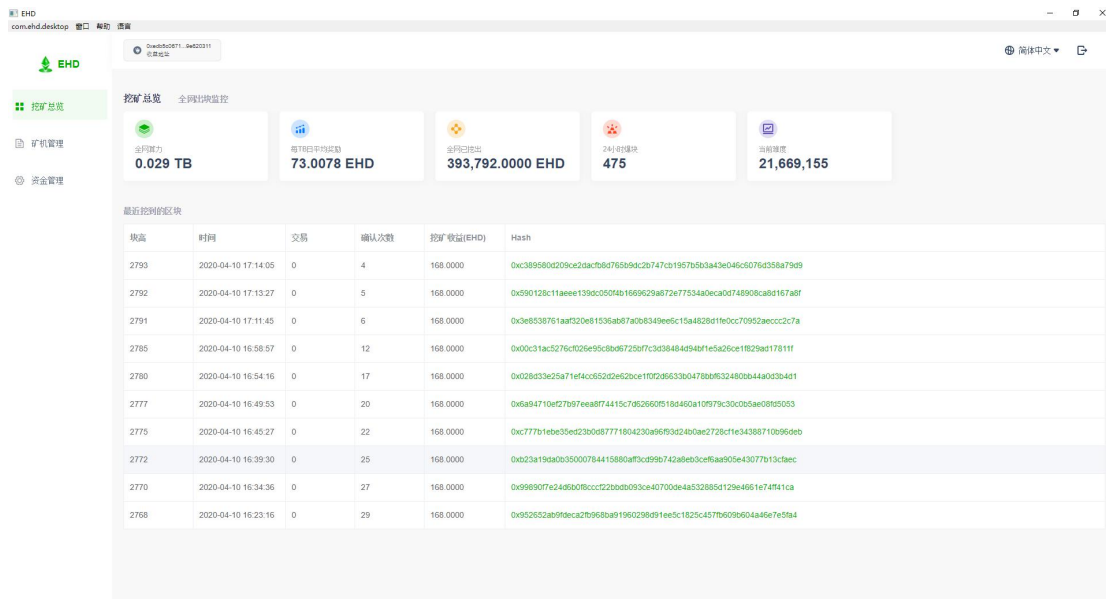 EHD
com.ehd.desktop 窗口 帮助 语言
EHD
0xedb5c0671...9e620311
收益地址
简体中文
挖矿总览
矿机管理
资金管理
挖矿总览 全网出块监控
全网算力
0.029 TB
每TB日平均奖励
73.0078 EHD
全网已挖出
393,792.0000 EHD
24小时爆块
475
当前难度
21,669,155
最近挖到的区块
块高 时间 交易 确认次数 挖矿收益(EHD) Hash
2793 2020-04-10 17:14:05 0 4 168.0000 0xc389580d209ce2dacfb8d765b9dc2b747cb1957b5b3a43e046c6076d358a79d9
2792 2020-04-10 17:13:27 0 5 168.0000 0x590128c11aeee139dc050f4b1669629a872e77534a0eca0d748908ca8d167a8f
2791 2020-04-10 17:11:45 0 6 168.0000 0x3e8538761aaf320e81536ab87a0b8349ee6c15a4828d1fe0cc70952aeccc2c7a
2785 2020-04-10 16:58:57 0 12 168.0000 0x00c31ac5276cf026e95c8bd6725bf7c3d38484d94bf1e5a26ce1f829ad17811f
2780 2020-04-10 16:54:16 0 17 168.0000 0x028d33e25a71ef4cc652d2e62bce1f0f2d6633b0478bbf632480bb44a0d3b4d1
2777 2020-04-10 16:49:53 0 20 168.0000 0x6a94710ef27b97eea8f74415c7d62660f518d460a10f979c30c0b5ae08fd5053
2775 2020-04-10 16:45:27 0 22 168.0000 0xc777b1ebe35ed23b0d87771804230a96f93d24b0ae2728cf1e34388710b96deb
2772 2020-04-10 16:39:30 0 25 168.0000 0xb23a19da0b35000784415880aff3cd99b742a8eb3cef6aa905e43077b13cfaec
2770 2020-04-10 16:34:36 0 27 168.0000 0x99890f7e24d6b0f8cccf22bbdb093ce40700de4a532885d129e4661e74ff41ca
2768 2020-04-10 16:23:16 0 29 168.0000 0x952652ab9fdeca2fb968ba91960298d91ee5c1825c457fb609b604a46e7e5fa4